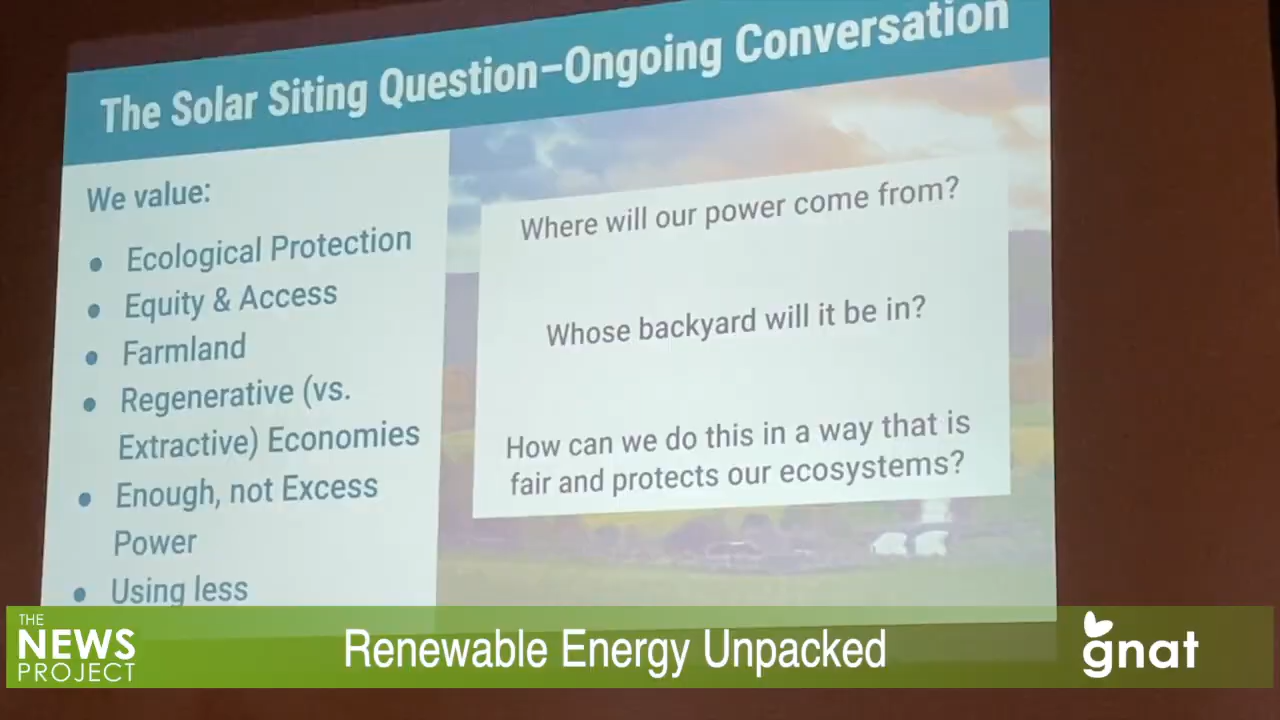 The Solar Siting Question–Ongoing Conversation
We value:
● Ecological Protection
● Equity & Access
● Farmland
● Regenerative (vs.
Extractive) Economies
● Enough, not Excess
Power
● Using less
Where will our power come from?
Whose backyard will it be in?
How can we do this in a way that is
fair and protects our ecosystems?
THE
NEWS
PROJECT
Renewable Energy Unpacked
gnat